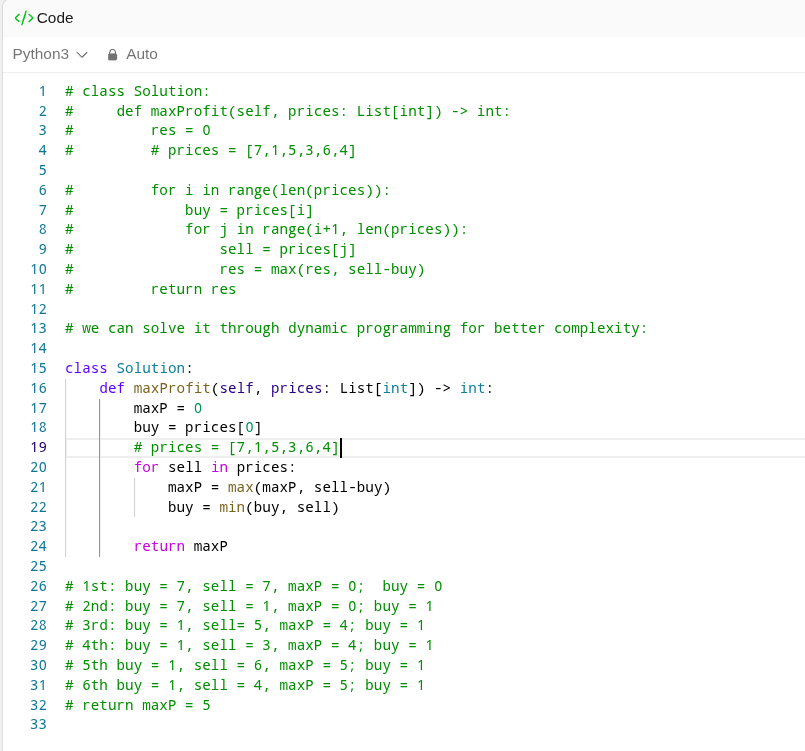 </> Code
Python3 Auto
1 # class Solution:
2 #     def maxProfit(self, prices: List[int]) -> int:
3 #         res = 0
4 #         # prices = [7,1,5,3,6,4]
5
6 #         for i in range(len(prices)):
7 #             buy = prices[i]
8 #             for j in range(i+1, len(prices)):
9 #                 sell = prices[j]
10 #                 res = max(res, sell-buy)
11 #         return res
12
13 # we can solve it through dynamic programming for better complexity:
14
15 class Solution:
16     def maxProfit(self, prices: List[int]) -> int:
17         maxP = 0
18         buy = prices[0]
19         # prices = [7,1,5,3,6,4]
20         for sell in prices:
21             maxP = max(maxP, sell-buy)
22             buy = min(buy, sell)
23
24         return maxP
25
26 # 1st: buy = 7, sell = 7, maxP = 0;  buy = 0
27 # 2nd: buy = 7, sell = 1, maxP = 0; buy = 1
28 # 3rd: buy = 1, sell= 5, maxP = 4; buy = 1
29 # 4th: buy = 1, sell = 3, maxP = 4; buy = 1
30 # 5th buy = 1, sell = 6, maxP = 5; buy = 1
31 # 6th buy = 1, sell = 4, maxP = 5; buy = 1
32 # return maxP = 5
33